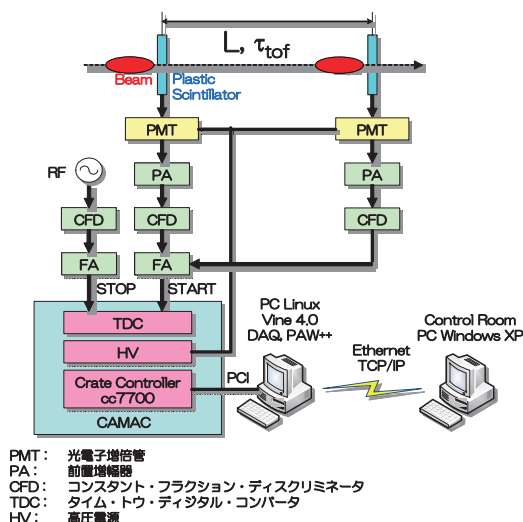 L, τtof
Beam
Plastic
Scintillator
PMT
PMT
RF
PA
PA
CFD
CFD
CFD
FA
FA
STOP
START
TDC
HV
Crate Controller
cc7700
CAMAC
PCI
PC Linux
Vine 4.0
DAQ, PAW++
Ethernet
TCP/IP
Control Room
PC Windows XP
PMT： 光電子増倍管
PA： 前置増幅器
CFD： コンスタント・フラクション・ディスクリミネータ
TDC： タイム・トウ・ディジタル・コンバータ
HV： 高圧電源